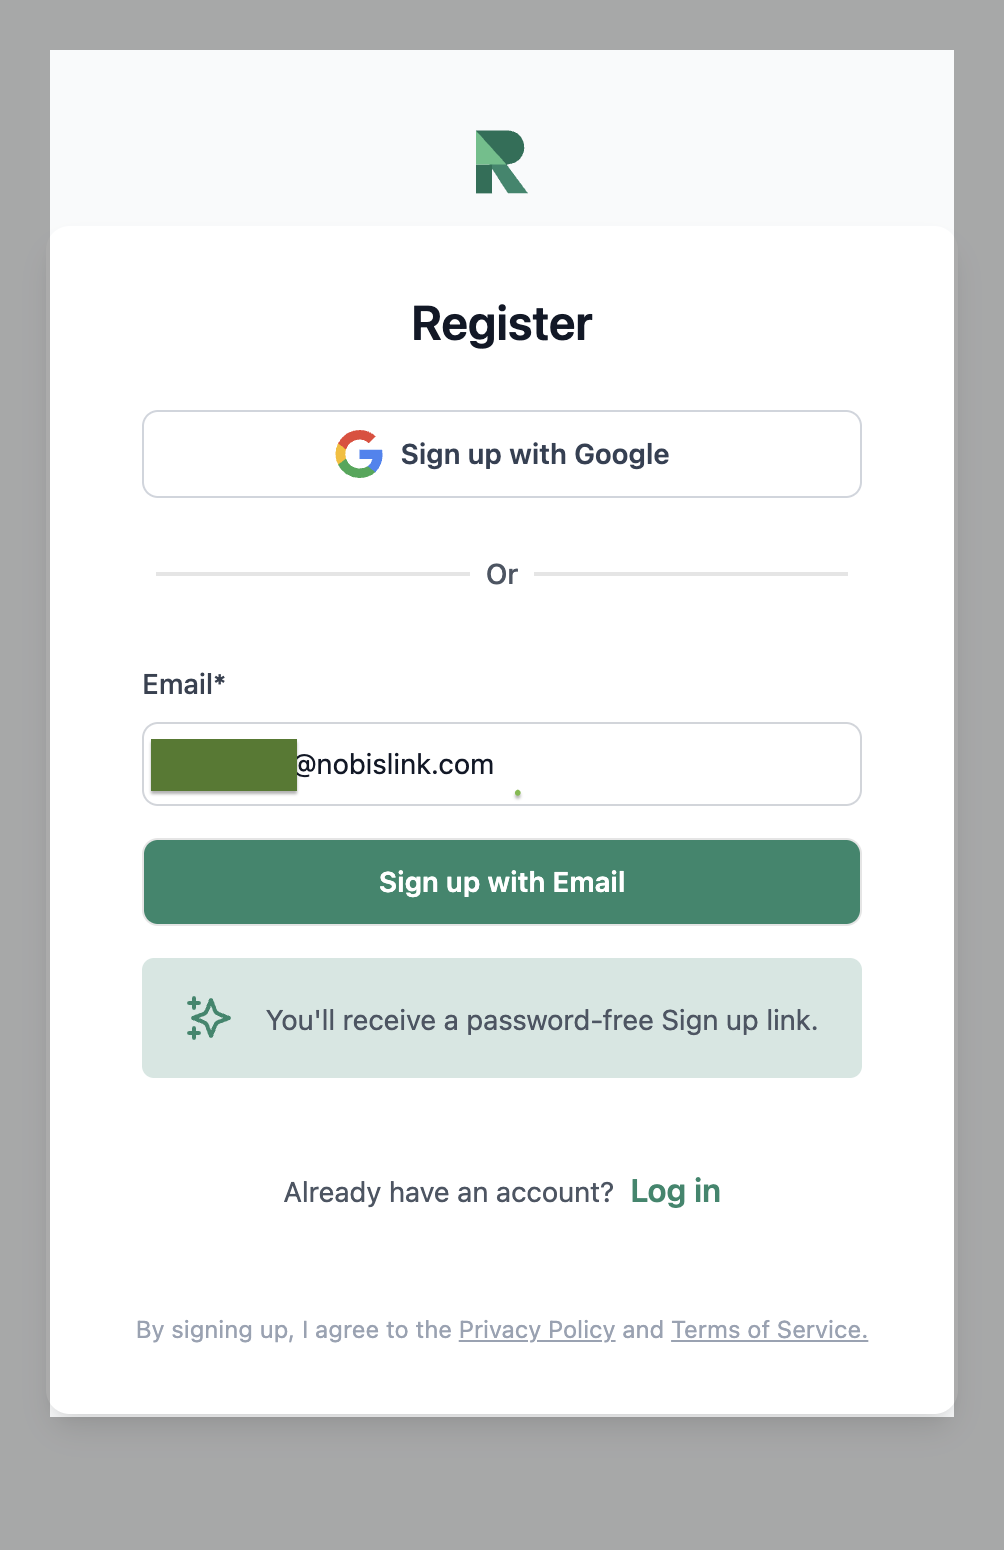 Register
Sign up with Google
Or
Email*
@nobislink.com
Sign up with Email
You'll receive a password-free Sign up link.
Already have an account? Log in
By signing up, I agree to the Privacy Policy and Terms of Service.